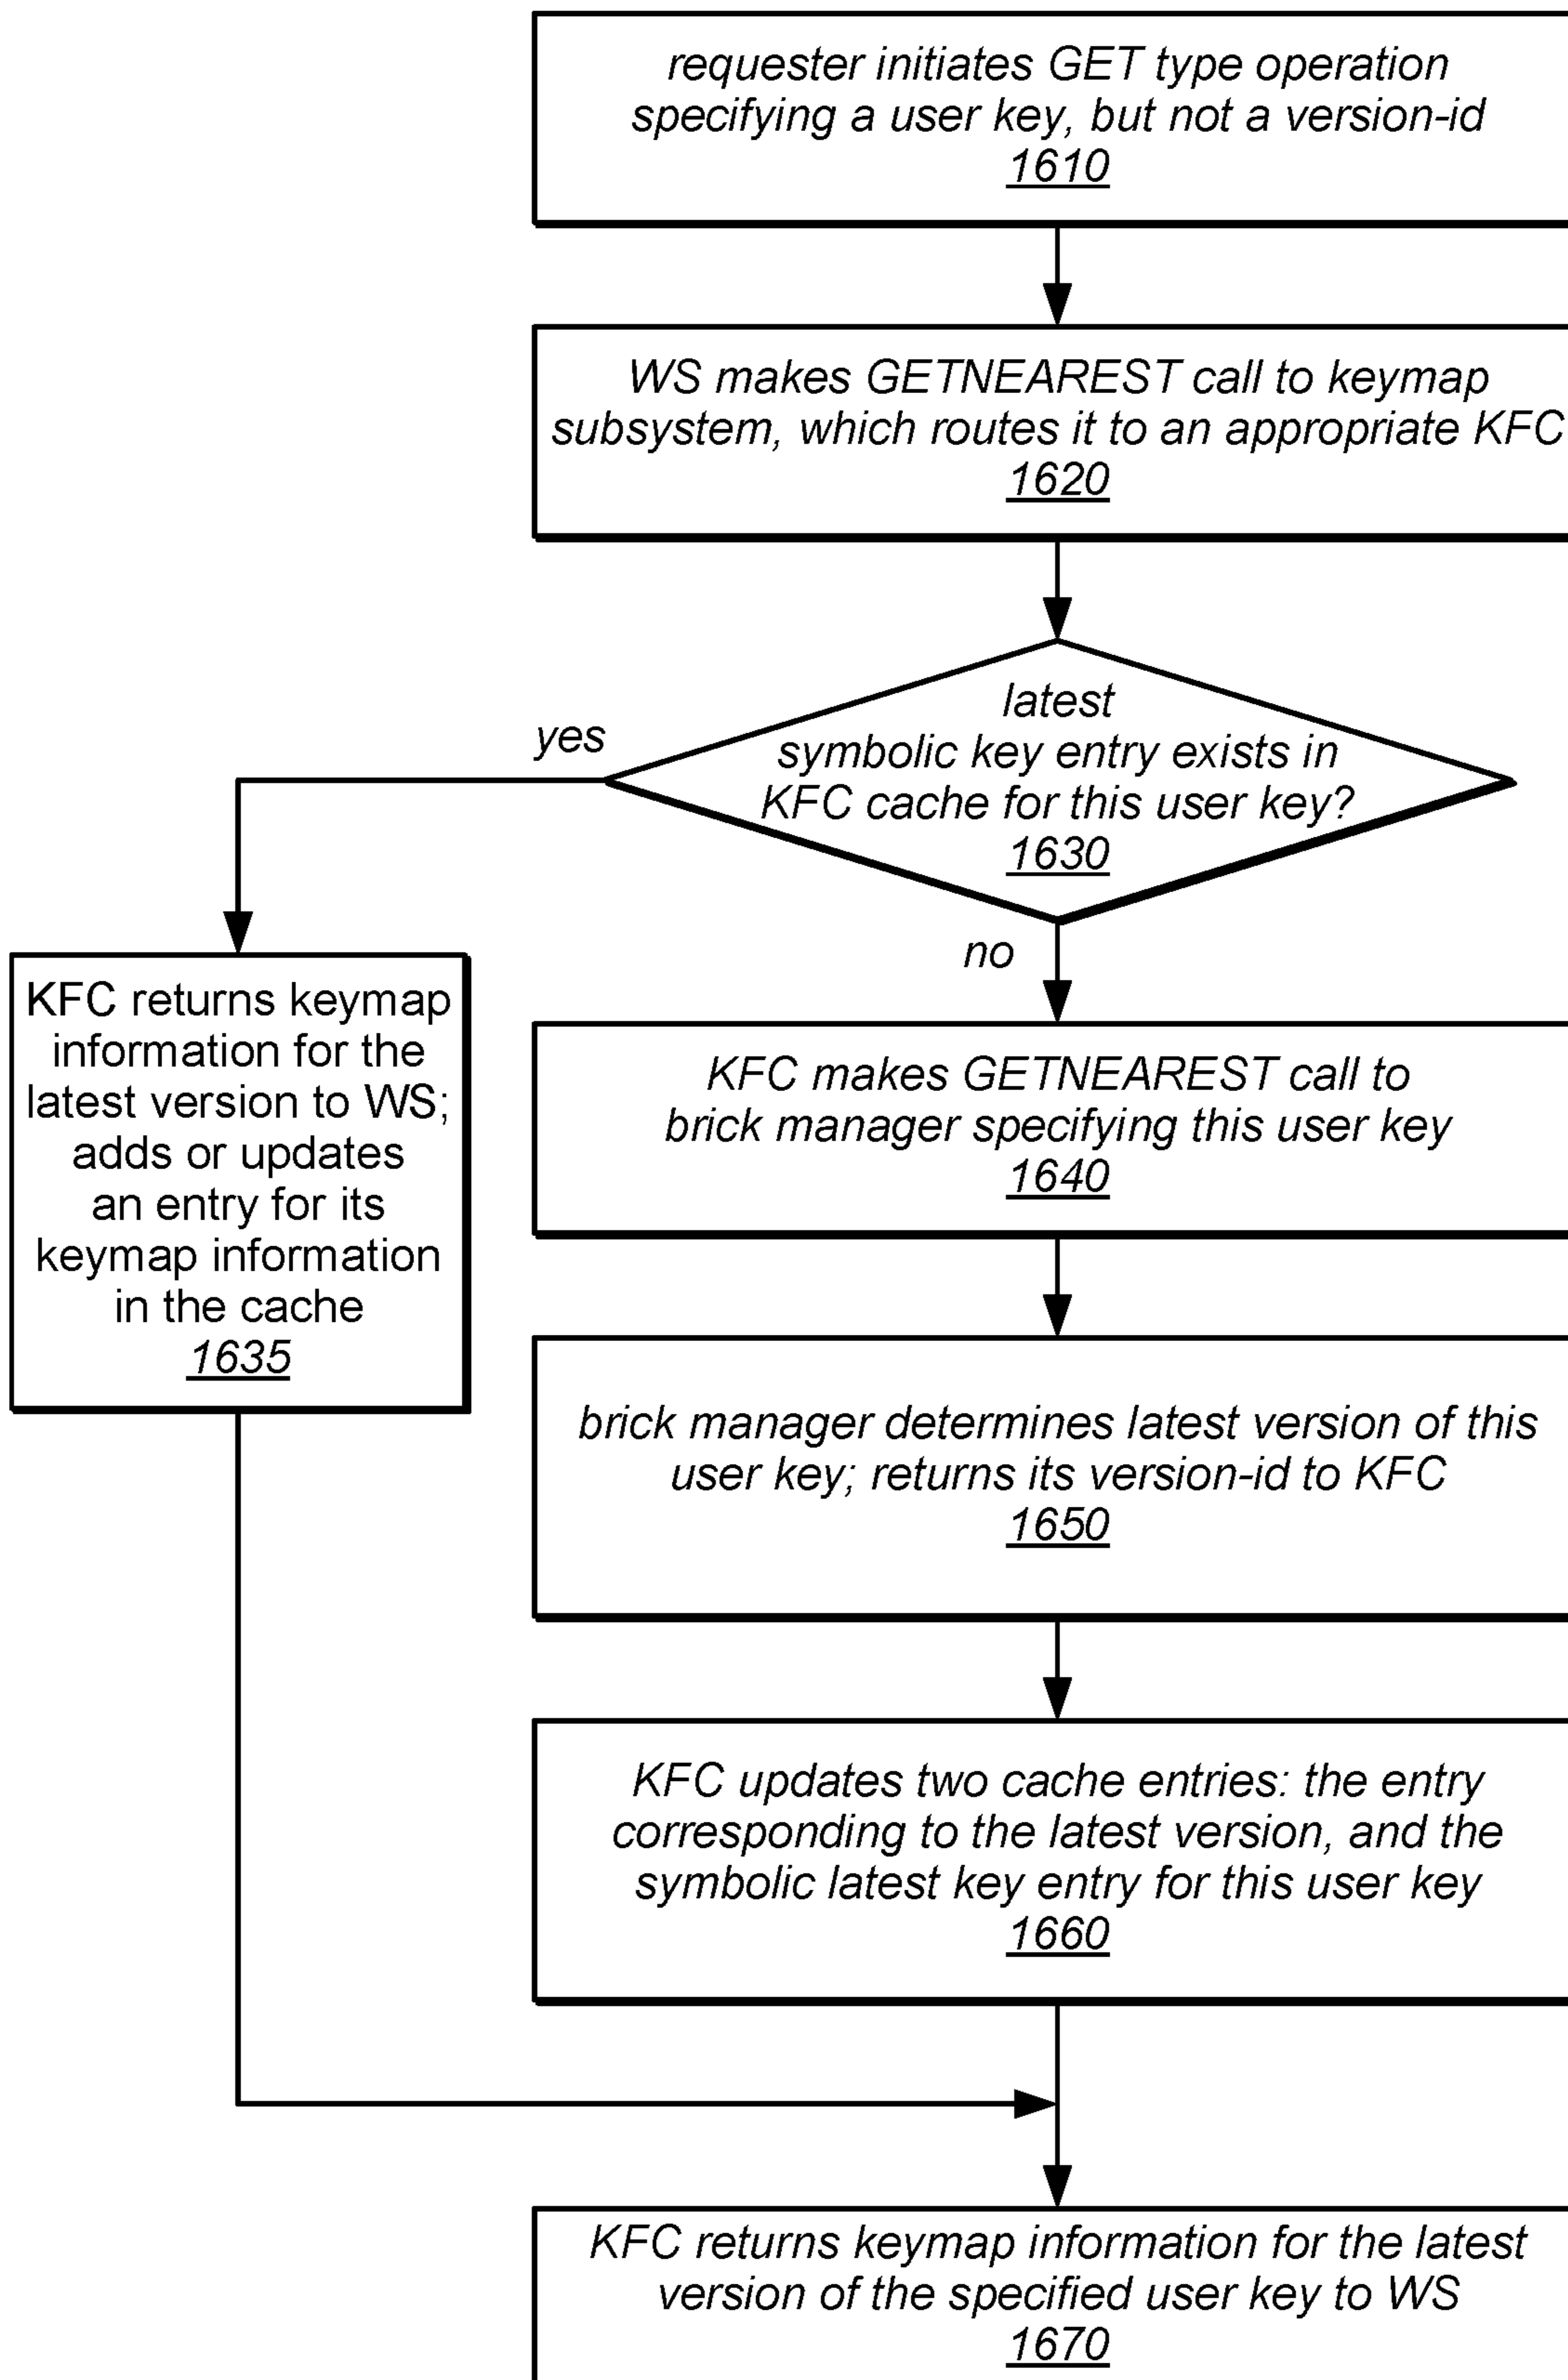 requester initiates GET type operation
specifying a user key, but not a version-id
1610
WS makes GETNEAREST call to keymap
subsystem, which routes it to an appropriate KFC
1620
latest
symbolic key entry exists in
KFC cache for this user key?
1630
yes
no
KFC returns keymap
information for the
latest version to WS;
adds or updates
an entry for its
keymap information
in the cache
1635
KFC makes GETNEAREST call to
brick manager specifying this user key
1640
brick manager determines latest version of this
user key; returns its version-id to KFC
1650
KFC updates two cache entries: the entry
corresponding to the latest version, and the
symbolic latest key entry for this user key
1660
KFC returns keymap information for the latest
version of the specified user key to WS
1670